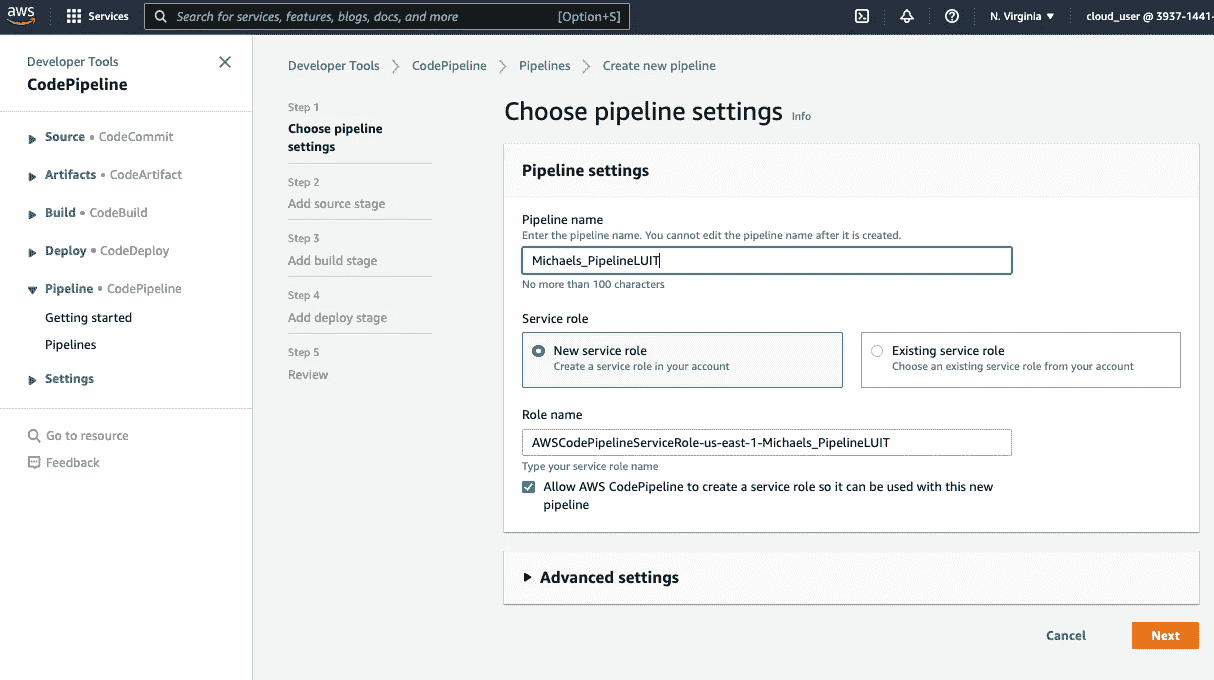 aws
Services
Search for services, features, blogs, docs, and more
[Option+S]
N. Virginia ▼
cloud_user @ 3937-1441-
Developer Tools
CodePipeline
Source • CodeCommit
Artifacts • CodeArtifact
Build • CodeBuild
Deploy • CodeDeploy
Pipeline • CodePipeline
Getting started
Pipelines
Settings
Go to resource
Feedback
Developer Tools > CodePipeline > Pipelines > Create new pipeline
Step 1
Choose pipeline
settings
Step 2
Add source stage
Step 3
Add build stage
Step 4
Add deploy stage
Step 5
Review
Choose pipeline settings Info
Pipeline settings
Pipeline name
Enter the pipeline name. You cannot edit the pipeline name after it is created.
Michaels_PipelineLUIT
No more than 100 characters
Service role
New service role
Create a service role in your account
Existing service role
Choose an existing service role from your account
Role name
AWSCodePipelineServiceRole-us-east-1-Michaels_PipelineLUIT
Type your service role name
Allow AWS CodePipeline to create a service role so it can be used with this new
pipeline
Advanced settings
Cancel
Next